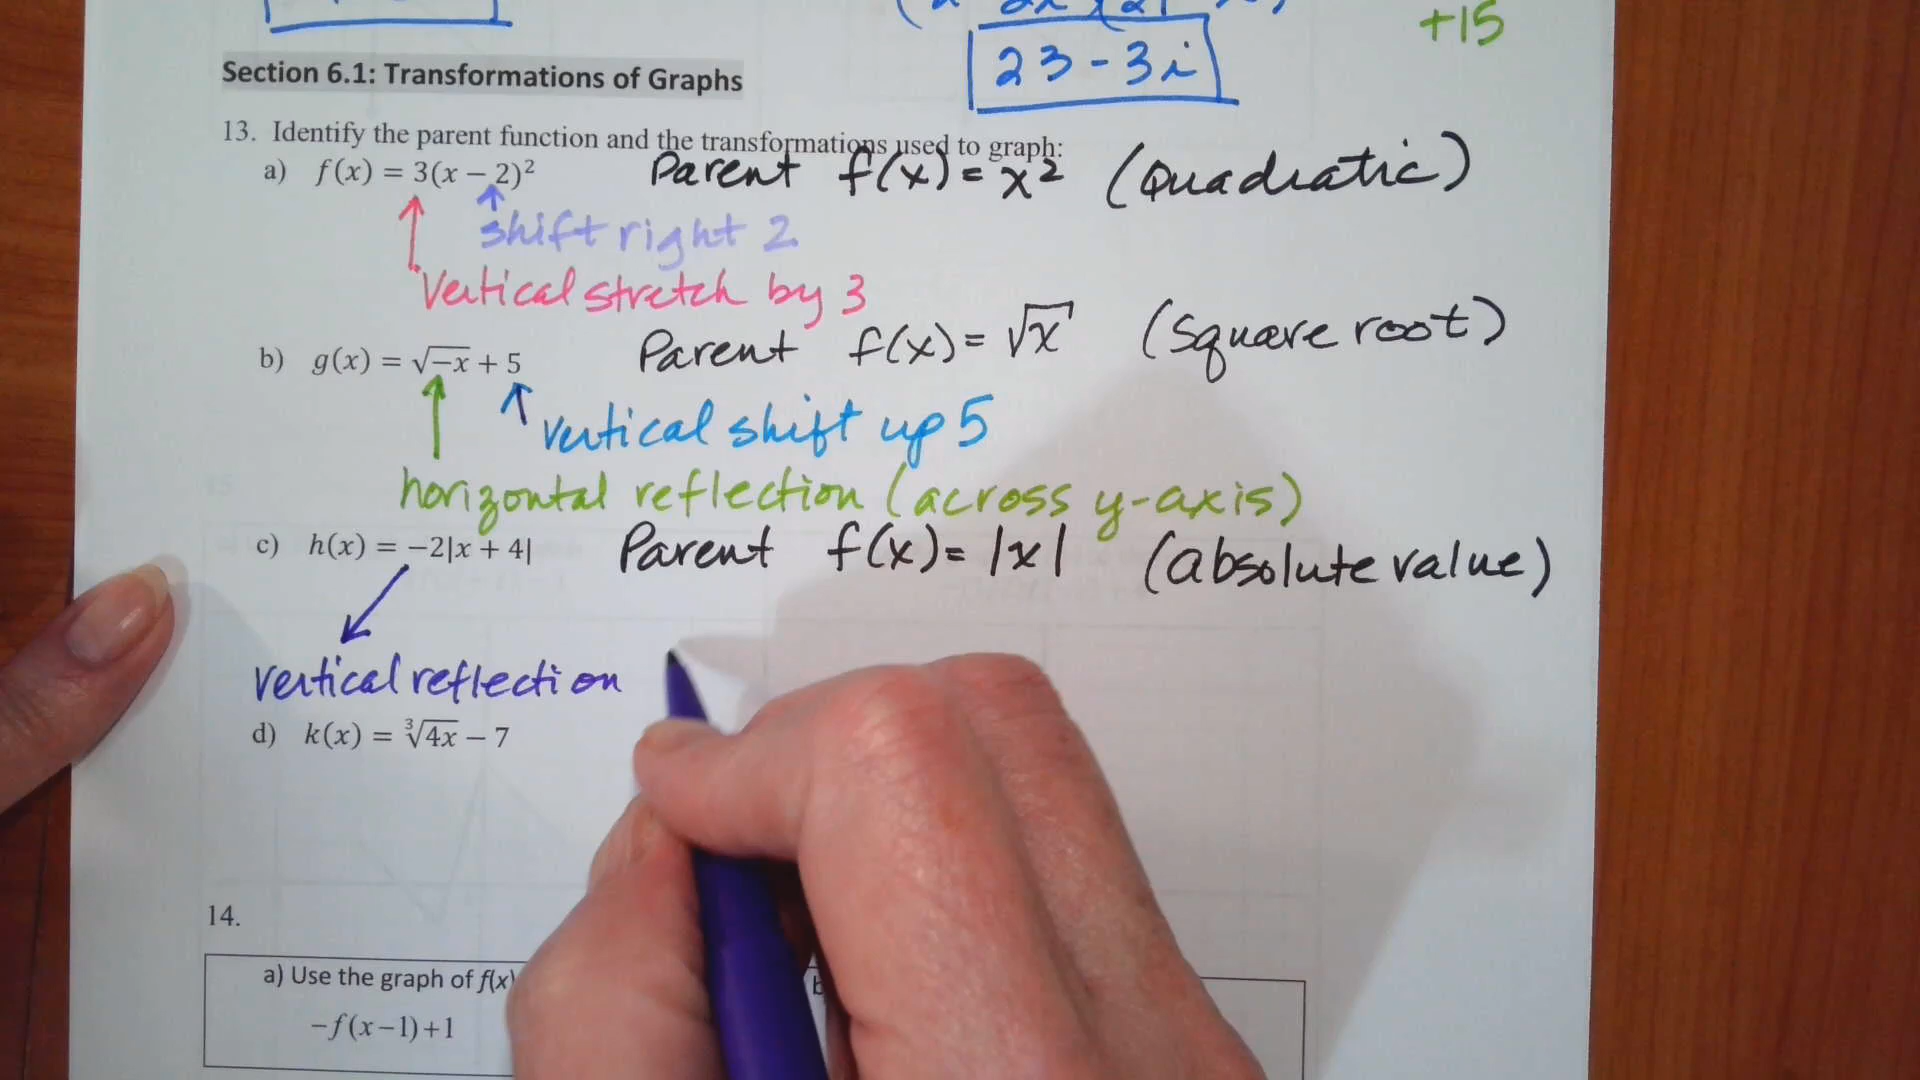 +15
23 - 3i
Section 6.1: Transformations of Graphs
13. Identify the parent function and the transformations used to graph:
a) f(x) = 3(x − 2)² Parent f(x) = x² (Quadratic)
shift right 2
Vertical stretch by 3
b) g(x) = √−x + 5 Parent f(x) = √x (Square root)
vertical shift up 5
horizontal reflection (across y-axis)
c) h(x) = −2|x + 4| Parent f(x) = |x| (absolute value)
vertical reflection
d) k(x) = ∛4x − 7
14.
a) Use the graph of f(x)
−f(x−1)+1